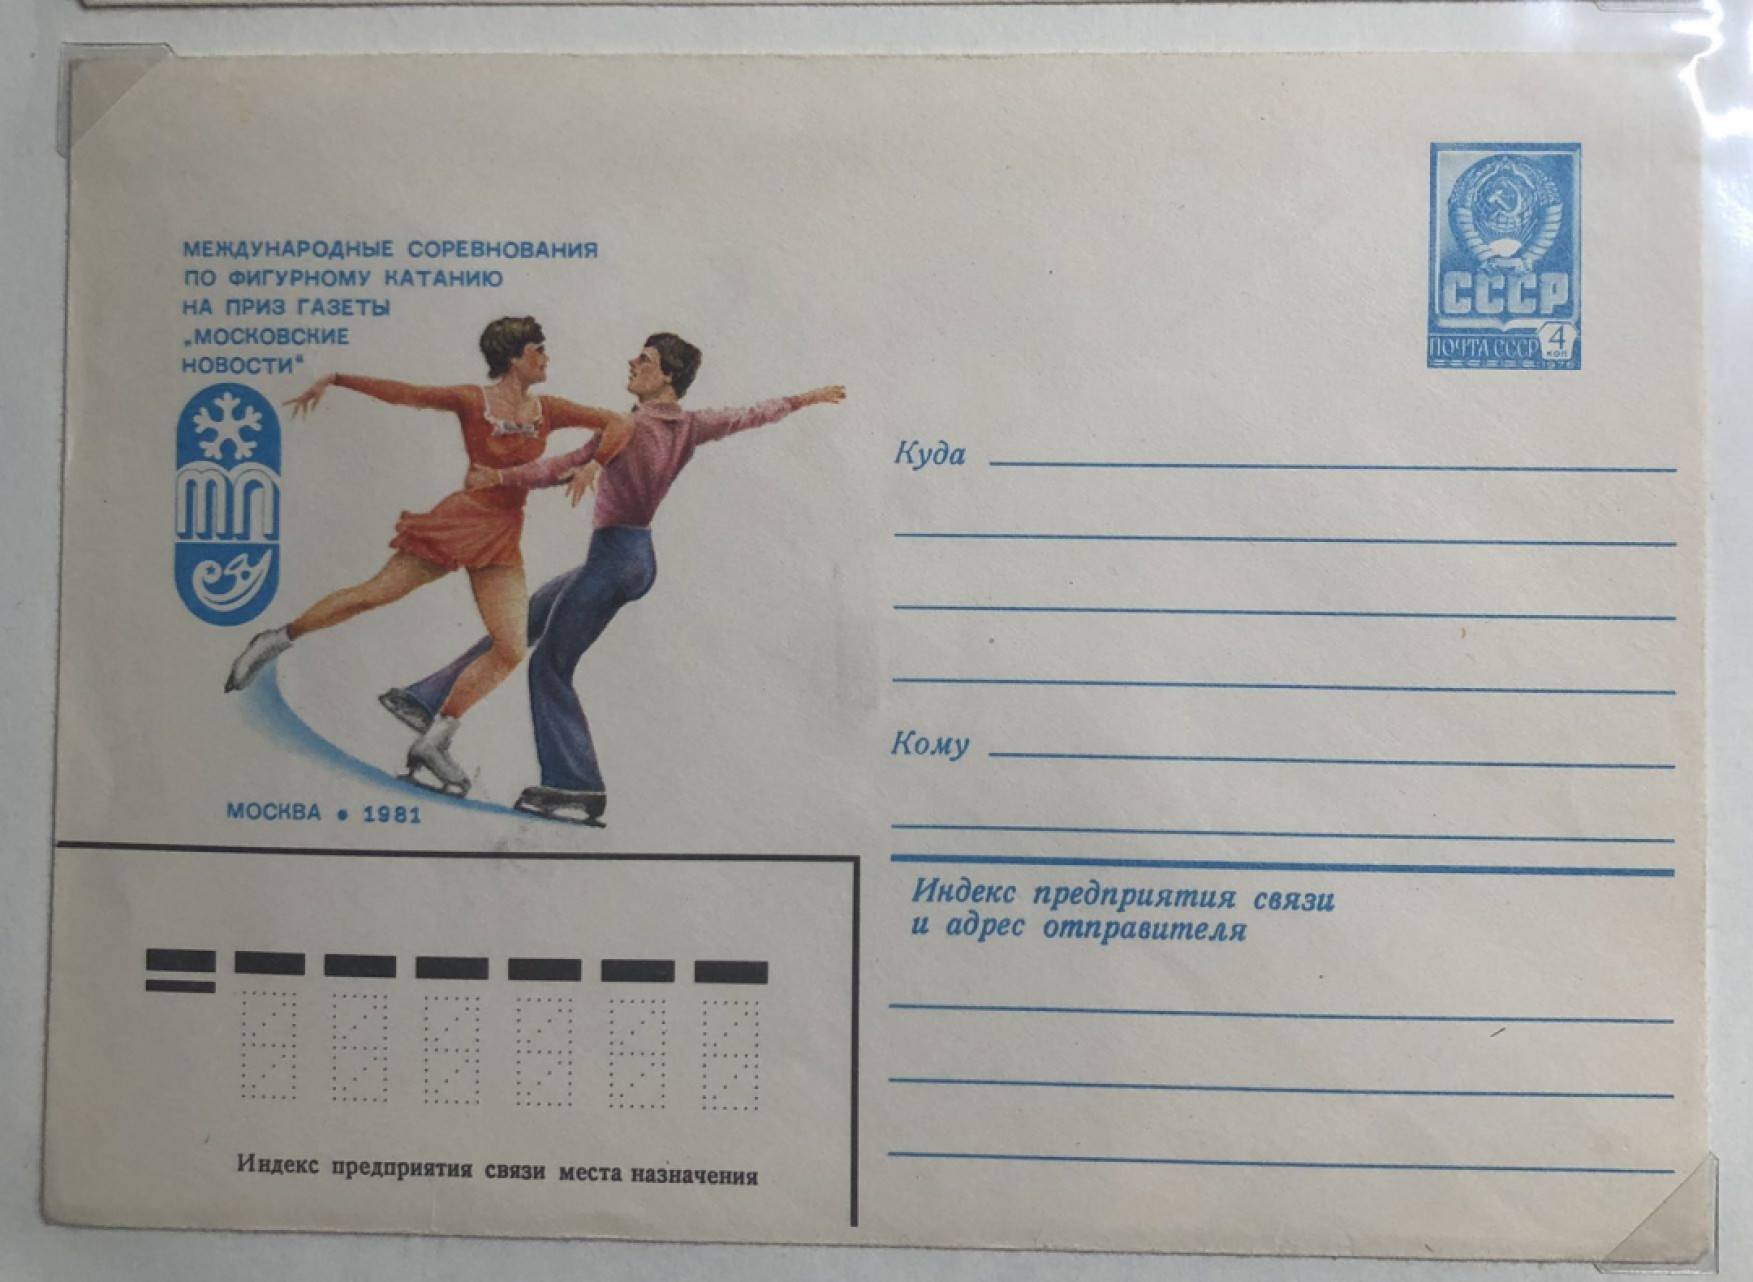 МЕЖДУНАРОДНЫЕ СОРЕВНОВАНИЯ
ПО ФИГУРНОМУ КАТАНИЮ
НА ПРИЗ ГАЗЕТЫ
„МОСКОВСКИЕ
НОВОСТИ“
МОСКВА • 1981
СССР
ПОЧТА СССР 4
КОП
Куда
Кому
Индекс предприятия связи
и адрес отправителя
Индекс предприятия связи места назначения